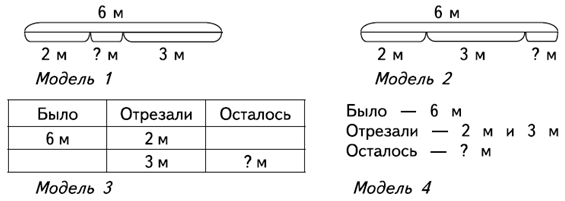 6 м
2 м ? м 3 м
Модель 1
6 м
2 м 3 м ? м
Модель 2
Было Отрезали Осталось
6 м 2 м
3 м ? м
Модель 3
Было — 6 м
Отрезали — 2 м и 3 м
Осталось — ? м
Модель 4